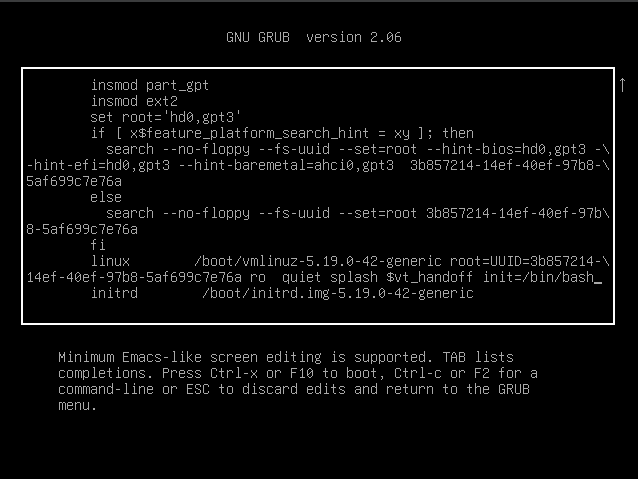 GNU GRUB  version 2.06
↑
insmod part_gpt
insmod ext2
set root='hd0,gpt3'
if [ x$feature_platform_search_hint = xy ]; then
  search --no-floppy --fs-uuid --set=root --hint-bios=hd0,gpt3 -\
-hint-efi=hd0,gpt3 --hint-baremetal=ahci0,gpt3  3b857214-14ef-40ef-97b8-\
5af699c7e76a
else
  search --no-floppy --fs-uuid --set=root 3b857214-14ef-40ef-97b\
8-5af699c7e76a
fi
linux        /boot/vmlinuz-5.19.0-42-generic root=UUID=3b857214-\
14ef-40ef-97b8-5af699c7e76a ro  quiet splash $vt_handoff init=/bin/bash_
initrd        /boot/initrd.img-5.19.0-42-generic
Minimum Emacs-like screen editing is supported. TAB lists
completions. Press Ctrl-x or F10 to boot, Ctrl-c or F2 for a
command-line or ESC to discard edits and return to the GRUB
menu.